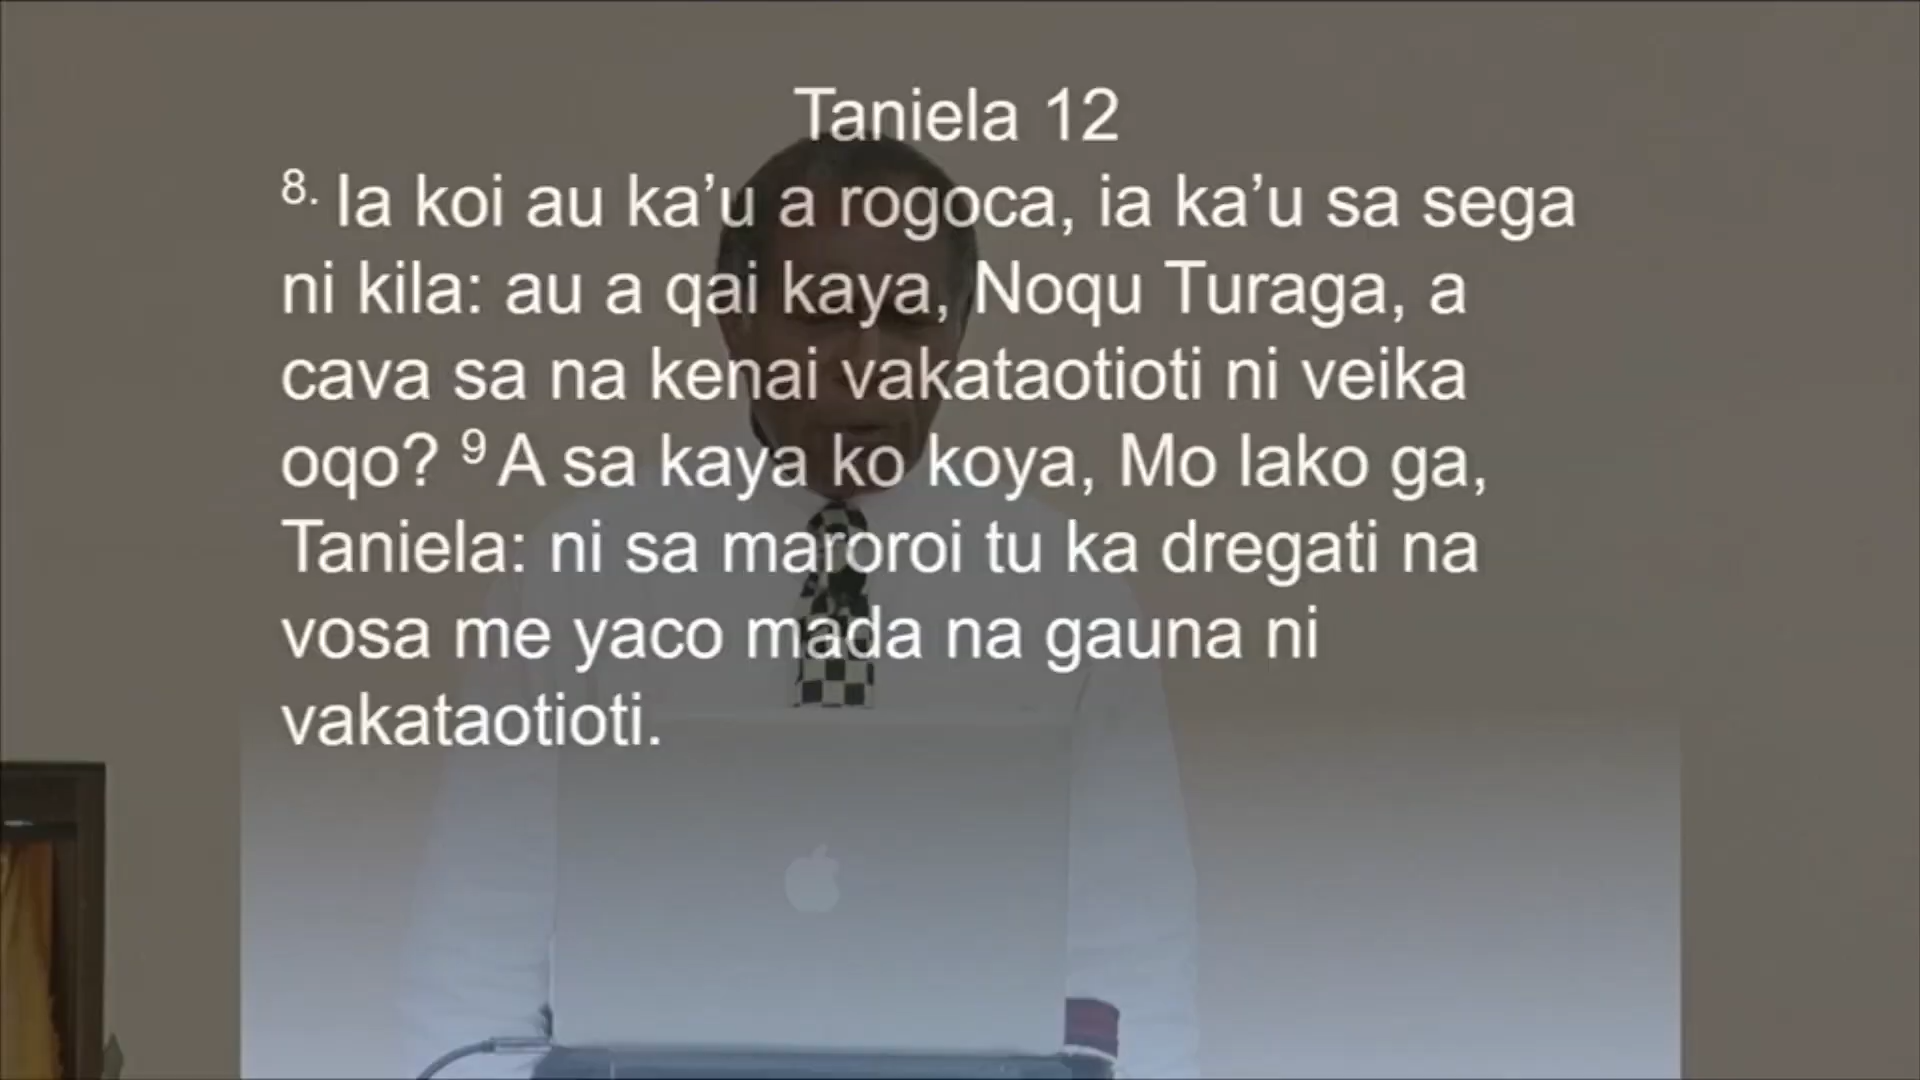 Taniela 12
8. Ia koi au ka’u a rogoca, ia ka’u sa sega
ni kila: au a qai kaya, Noqu Turaga, a
cava sa na kenai vakataotioti ni veika
oqo? 9 A sa kaya ko koya, Mo lako ga,
Taniela: ni sa maroroi tu ka dregati na
vosa me yaco mada na gauna ni
vakataotioti.